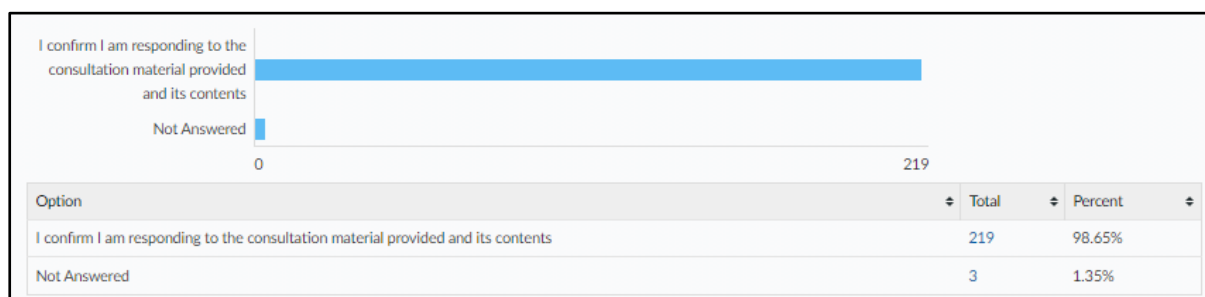 I confirm I am responding to the
consultation material provided
and its contents
Not Answered
0 219
Option Total Percent
I confirm I am responding to the consultation material provided and its contents 219 98.65%
Not Answered 3 1.35%